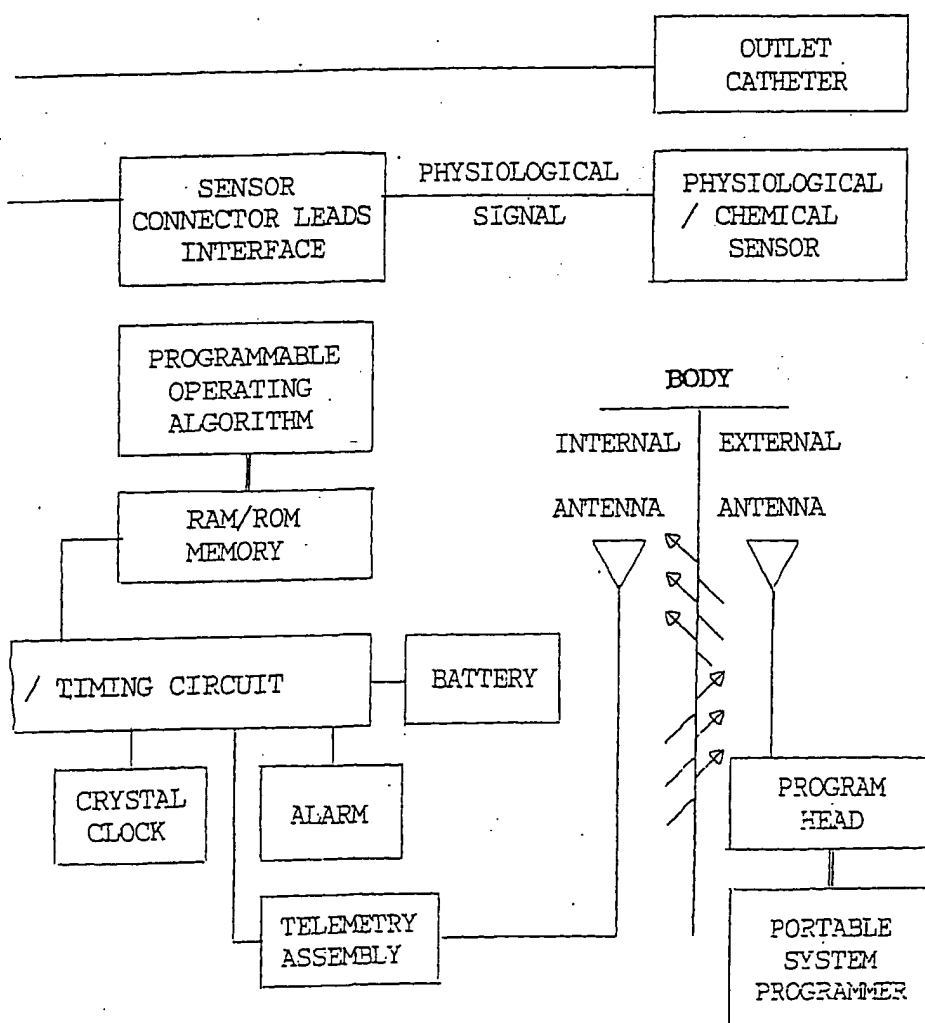 OUTLET
CATHETER
SENSOR
CONNECTOR LEADS
INTERFACE
PHYSIOLOGICAL
SIGNAL
PHYSIOLOGICAL
/ CHEMICAL
SENSOR
PROGRAMMABLE
OPERATING
ALGORITHM
BODY
INTERNAL
EXTERNAL
ANTENNA
ANTENNA
RAM/ROM
MEMORY
/ TIMING CIRCUIT
BATTERY
CRYSTAL
CLOCK
ALARM
PROGRAM
HEAD
TELEMETRY
ASSEMBLY
PORTABLE
SYSTEM
PROGRAMMER